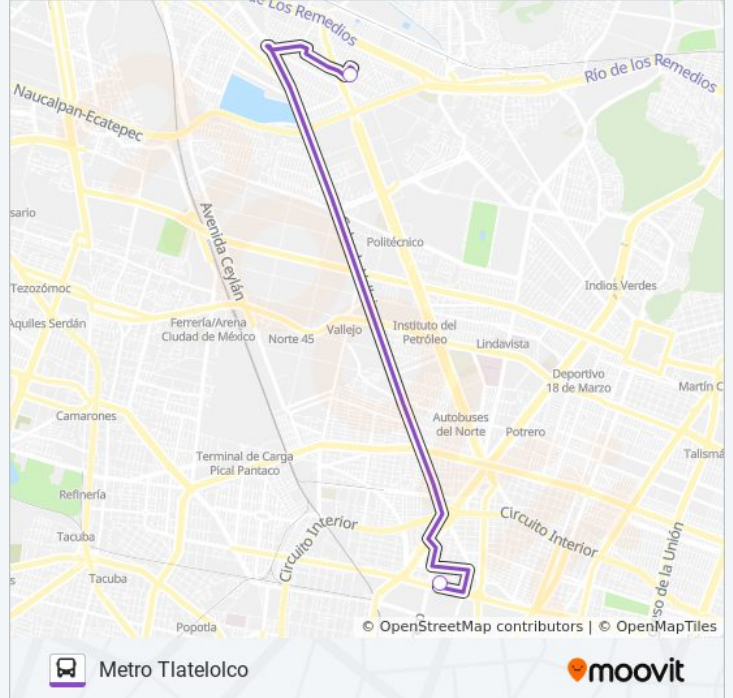 de Los Remedios
Río de los Remedios
Naucalpan-Ecatepec
sario
Avenida Ceylán
Politécnico
Tezozómoc
Indios Verdes
Aquiles Serdán
Ferrería/Arena
Ciudad de México
Norte 45
Vallejo
Instituto del
Petróleo
Lindavista
Deportivo
18 de Marzo
Martín C
Camarones
Autobuses
del Norte
Potrero
Terminal de Carga
Pical Pantaco
Talismá
Refinería
Circuito Interior
Circuito Interior
Tacuba
Tacuba
s
so de la Unión
Popotla
© OpenStreetMap contributors | © OpenMapTiles
Metro Tlatelolco
moovit